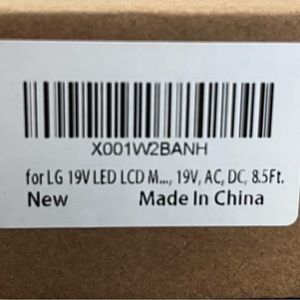 X001W2BANH
for LG 19V LED LCD M..., 19V, AC, DC, 8.5Ft.
New Made In China